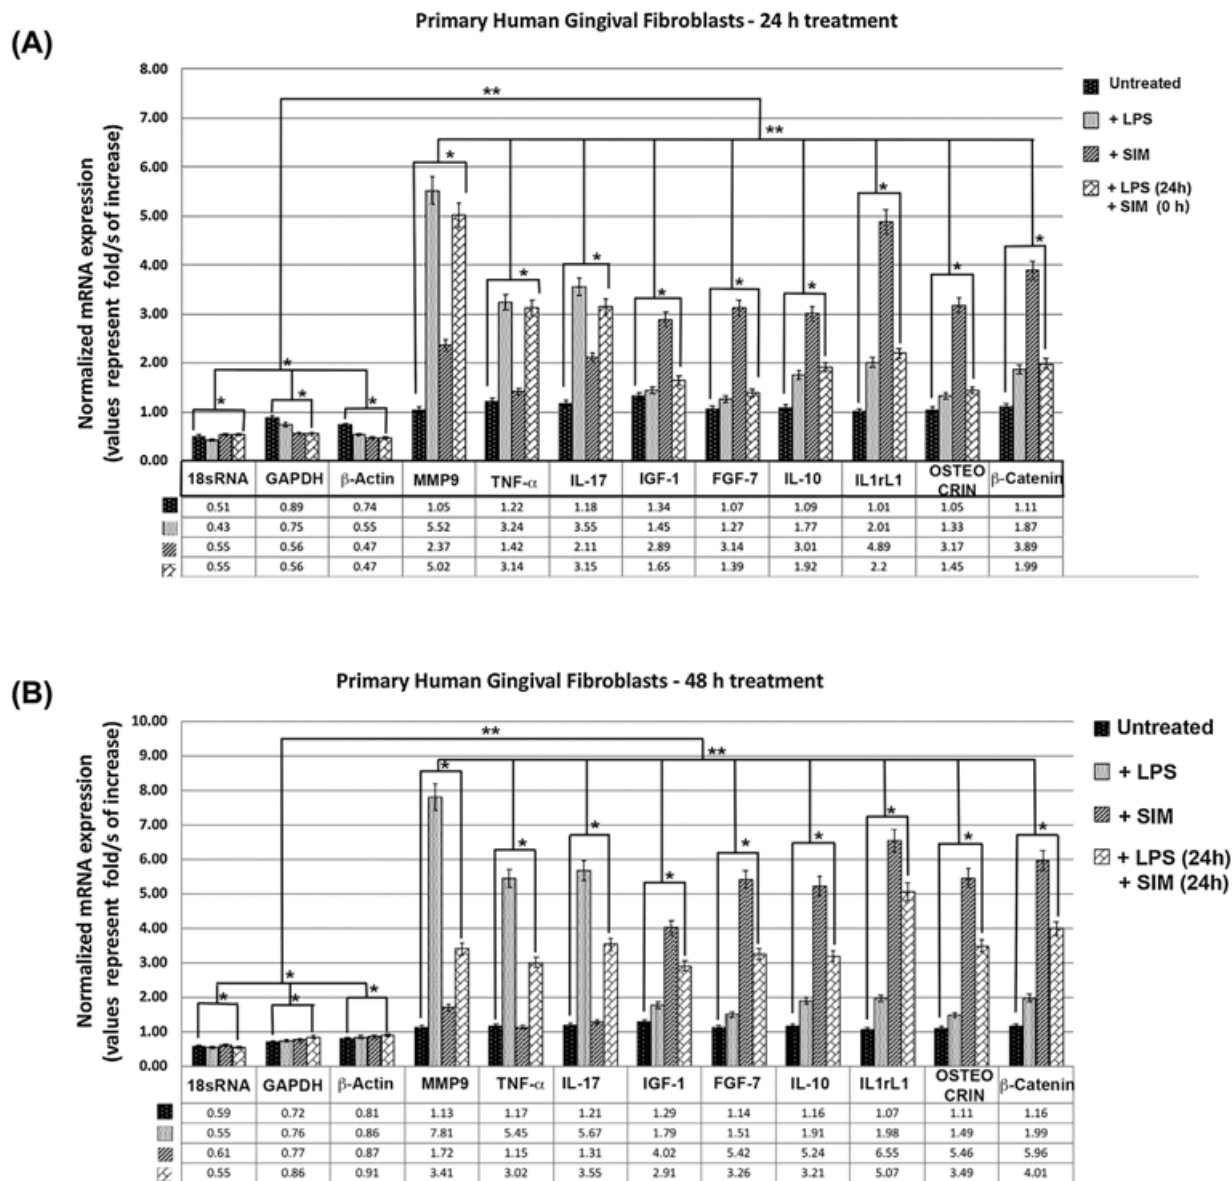 Primary Human Gingival Fibroblasts - 24 h treatment
(A)
Normalized mRNA expression
(values represent fold/s of increase)
8.00
7.00
6.00
5.00
4.00
3.00
2.00
1.00
0.00
**
**
* * * * * * * * * * * * *
Untreated
+ LPS
+ SIM
+ LPS (24h)
+ SIM (0 h)
18sRNA GAPDH β-Actin MMP9 TNF-α IL-17 IGF-1 FGF-7 IL-10 IL1rL1 OSTEO CRIN β-Catenin
0.51 0.89 0.74 1.05 1.22 1.18 1.34 1.07 1.09 1.01 1.05 1.11
0.43 0.75 0.55 5.52 3.24 3.55 1.45 1.27 1.77 2.01 1.33 1.87
0.55 0.56 0.47 2.37 1.42 2.11 2.89 3.14 3.01 4.89 3.17 3.89
0.55 0.56 0.47 5.02 3.14 3.15 1.65 1.39 1.92 2.2 1.45 1.99
Primary Human Gingival Fibroblasts - 48 h treatment
(B)
Normalized mRNA expression
(values represent fold/s of increase)
10.00
9.00
8.00
7.00
6.00
5.00
4.00
3.00
2.00
1.00
0.00
**
**
* * * * * * * * * * * * *
Untreated
+ LPS
+ SIM
+ LPS (24h)
+ SIM (24h)
18sRNA GAPDH β-Actin MMP9 TNF-α IL-17 IGF-1 FGF-7 IL-10 IL1rL1 OSTEO CRIN β-Catenin
0.59 0.72 0.81 1.13 1.17 1.21 1.29 1.14 1.16 1.07 1.11 1.16
0.55 0.76 0.86 7.81 5.45 5.67 1.79 1.51 1.91 1.98 1.49 1.99
0.61 0.77 0.87 1.72 1.15 1.31 4.02 5.42 5.24 6.55 5.46 5.96
0.55 0.86 0.91 3.41 3.02 3.55 2.91 3.26 3.21 5.07 3.49 4.01